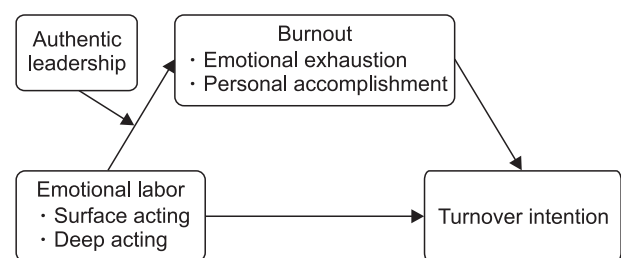 Authentic
leadership
Burnout
· Emotional exhaustion
· Personal accomplishment
Emotional labor
· Surface acting
· Deep acting
Turnover intention